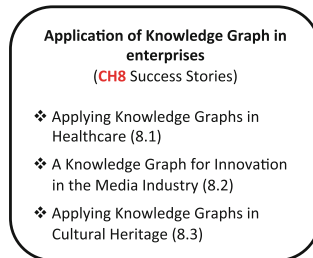 Application of Knowledge Graph in
enterprises
(CH8 Success Stories)
❖ Applying Knowledge Graphs in
Healthcare (8.1)
❖ A Knowledge Graph for Innovation
in the Media Industry (8.2)
❖ Applying Knowledge Graphs in
Cultural Heritage (8.3)